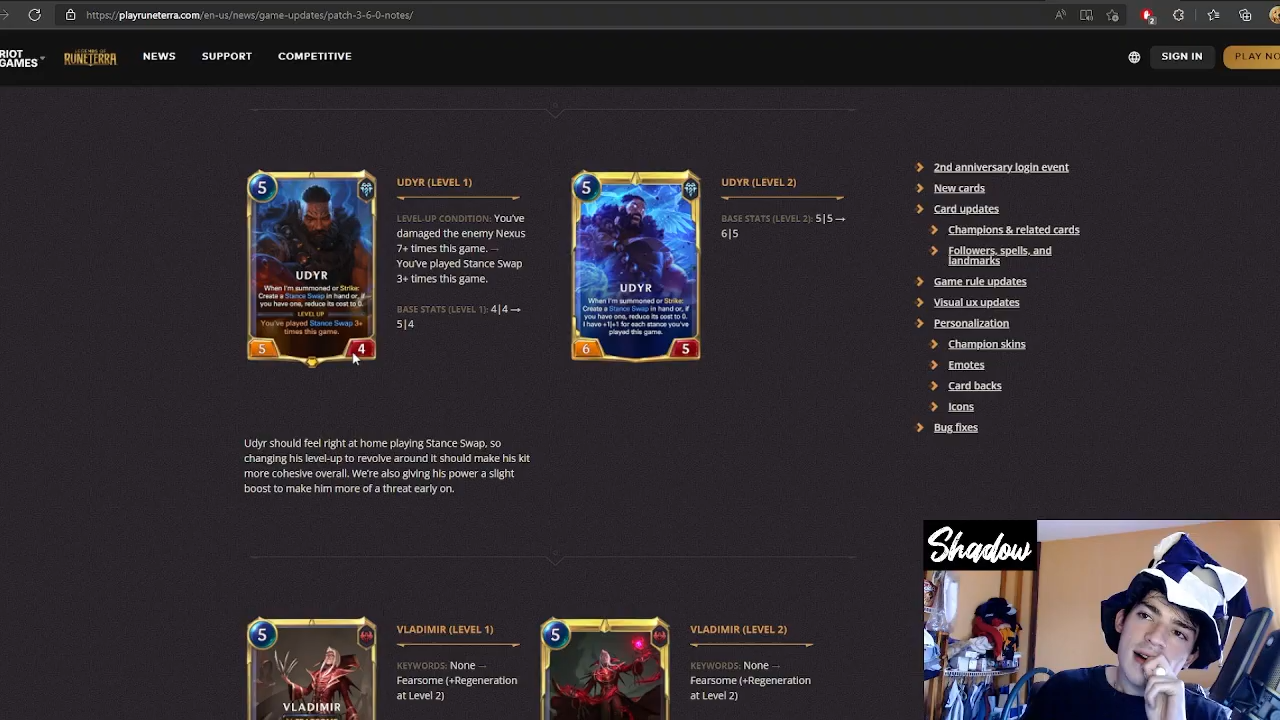 https://playruneterra.com/en-us/news/game-updates/patch-3-6-0-notes/
2
RIOT
GAMES
LEGENDS OF
RUNETERRA
NEWS
SUPPORT
COMPETITIVE
SIGN IN
PLAY NO
5
UDYR
When I'm summoned or Strike:
Create a Stance Swap in hand or, if
you have one, reduce its cost to 0.
LEVEL UP
You've played Stance Swap 3+
times this game.
5
4
UDYR (LEVEL 1)
LEVEL-UP CONDITION: You've
damaged the enemy Nexus
7+ times this game. →
You've played Stance Swap
3+ times this game.
BASE STATS (LEVEL 1): 4|4 →
5|4
5
UDYR
When I'm summoned or Strike:
Create a Stance Swap in hand or, if
you have one, reduce its cost to 0.
I have +1|+1 for each stance you've
played this game.
6
5
UDYR (LEVEL 2)
BASE STATS (LEVEL 2): 5|5 →
6|5
2nd anniversary login event
New cards
Card updates
Champions & related cards
Followers, spells, and
landmarks
Game rule updates
Visual ux updates
Personalization
Champion skins
Emotes
Card backs
Icons
Bug fixes
Udyr should feel right at home playing Stance Swap, so
changing his level-up to revolve around it should make his kit
more cohesive overall. We're also giving his power a slight
boost to make him more of a threat early on.
5
VLADIMIR
VLADIMIR (LEVEL 1)
KEYWORDS: None →
Fearsome (+Regeneration
at Level 2)
5
VLADIMIR (LEVEL 2)
KEYWORDS: None →
Fearsome (+Regeneration
at Level 2)
Shadow